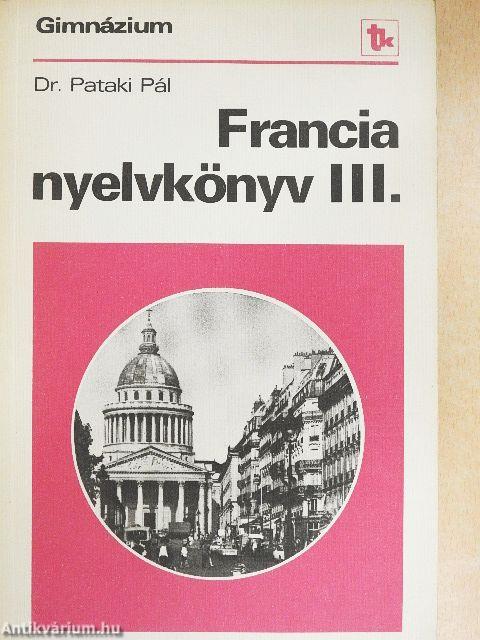 Gimnázium
tk
Dr. Pataki Pál
Francia
nyelvkönyv III.
Antikvárium.hu